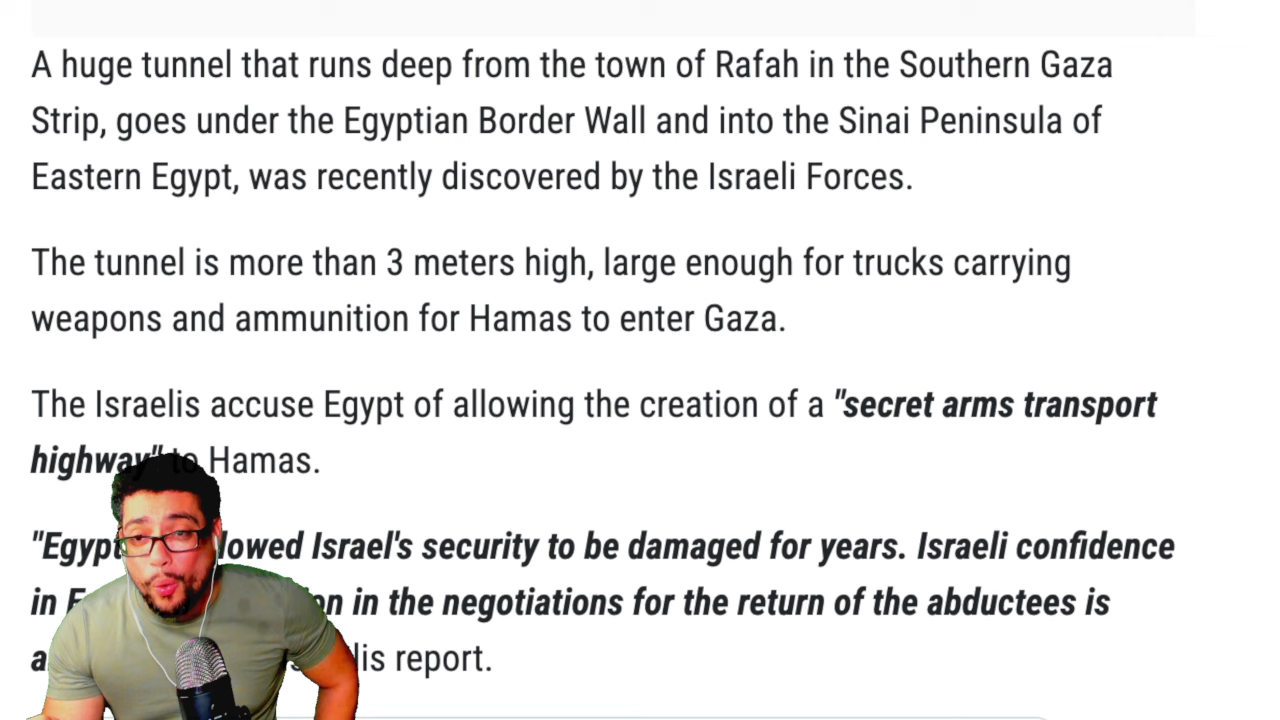 A huge tunnel that runs deep from the town of Rafah in the Southern Gaza
Strip, goes under the Egyptian Border Wall and into the Sinai Peninsula of
Eastern Egypt, was recently discovered by the Israeli Forces.
The tunnel is more than 3 meters high, large enough for trucks carrying
weapons and ammunition for Hamas to enter Gaza.
The Israelis accuse Egypt of allowing the creation of a "secret arms transport
highway" to Hamas.
"Egypt Israel's security to be damaged for years. Israeli confidence
in in the negotiations for the return of the abductees is
report.